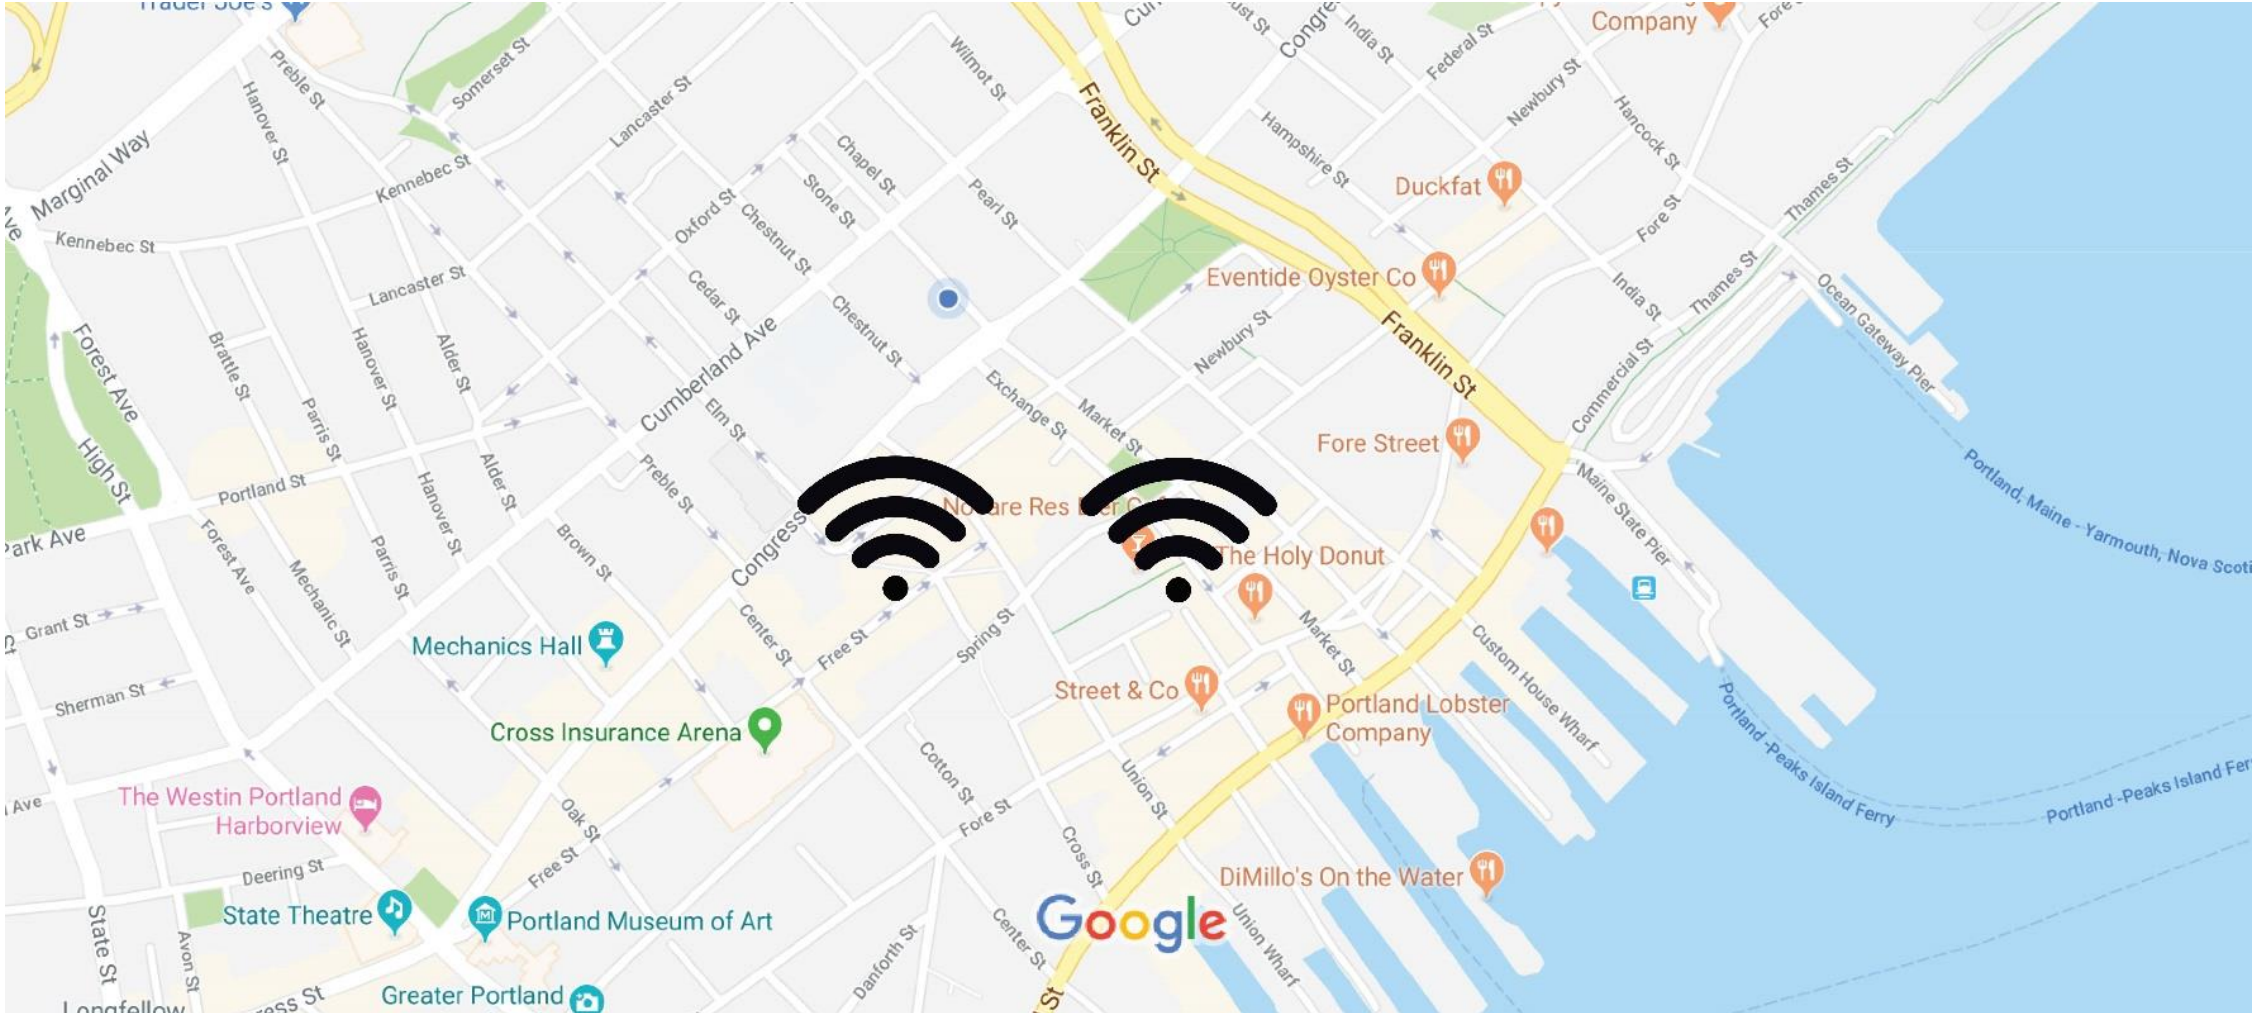 Trader Joe's
Company
Fore
Congre
India St
Federal St
Newbury St
Hancock St
Hampshire St
Wilmot St
Somerset St
Preble St
Hanover St
Lancaster St
Marginal Way
Kennebec St
Kennebec St
Franklin St
Chapel St
Stone St
Pearl St
Oxford St
Chestnut St
Cedar St
Chestnut St
Duckfat
Fore St
Thames St
Thames St
Eventide Oyster Co
India St
Ocean Gateway Pier
Newbury St
Franklin St
Commercial St
Lancaster St
Forest Ave
High St
Brattle St
Parris St
Hanover St
Alder St
Cumberland Ave
Elm St
Exchange St
Market St
Fore Street
Portland St
Hanover St
Alder St
Preble St
Park Ave
Forest Ave
Mechanic St
Parris St
Brown St
Congress
The Holy Donut
Maine State Pier
Portland, Maine - Yarmouth, Nova Scoti
Grant St
Mechanics Hall
Center St
Free St
Spring St
Market St
Custom House Wharf
Sherman St
Street & Co
Portland Lobster
Company
Cross Insurance Arena
Portland -Peaks Island Ferry
Portland -Peaks Island Fer
Ave
The Westin Portland
Harborview
Cotton St
Union St
Oak St
Fore St
Cross St
Free St
Deering St
DiMillo's On the Water
State Theatre
Portland Museum of Art
Google
State St
Avon St
Center St
Union Wharf
Danforth St
Greater Portland
Longfellow
ess St
St